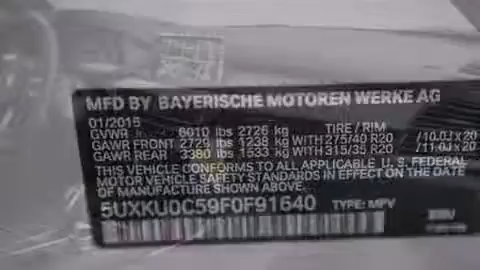 MFD BY BAYERISCHE MOTOREN WERKE AG
01/2015 TIRE / RIM
GVWR 6010 lbs 2726 kg
GAWR FRONT 2729 lbs 1238 kg WITH 275/40 R20 /10.0J X 20
GAWR REAR 3380 lbs 1533 kg WITH 315/35 R20 /11.0J X 20
THIS VEHICLE CONFORMS TO ALL APPLICABLE U.S. FEDERAL
MOTOR VEHICLE SAFETY STANDARDS IN EFFECT ON THE DATE
OF MANUFACTURE SHOWN ABOVE.
5UXKU0C59F0F91640 TYPE: MPV